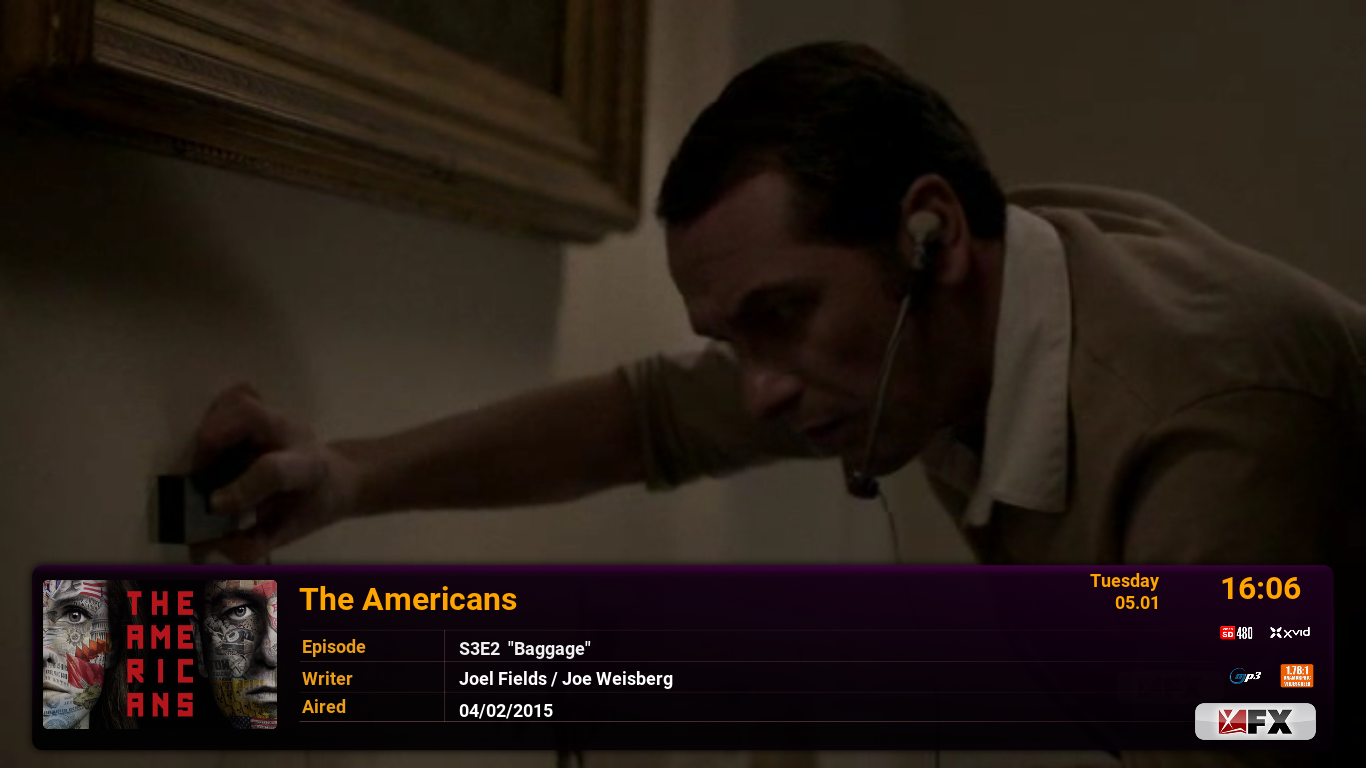 The Americans
Tuesday
05.01
16:06
Episode
S3E2 "Baggage"
Writer
Joel Fields / Joe Weisberg
Aired
04/02/2015
THE
AME
RIC
ANS
SD 480
xvid
mp3
1.78:1
FX